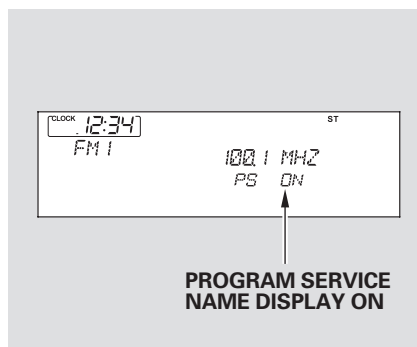 CLOCK 12:34 ST
FM1
100.1 MHZ
PS ON
PROGRAM SERVICE
NAME DISPLAY ON